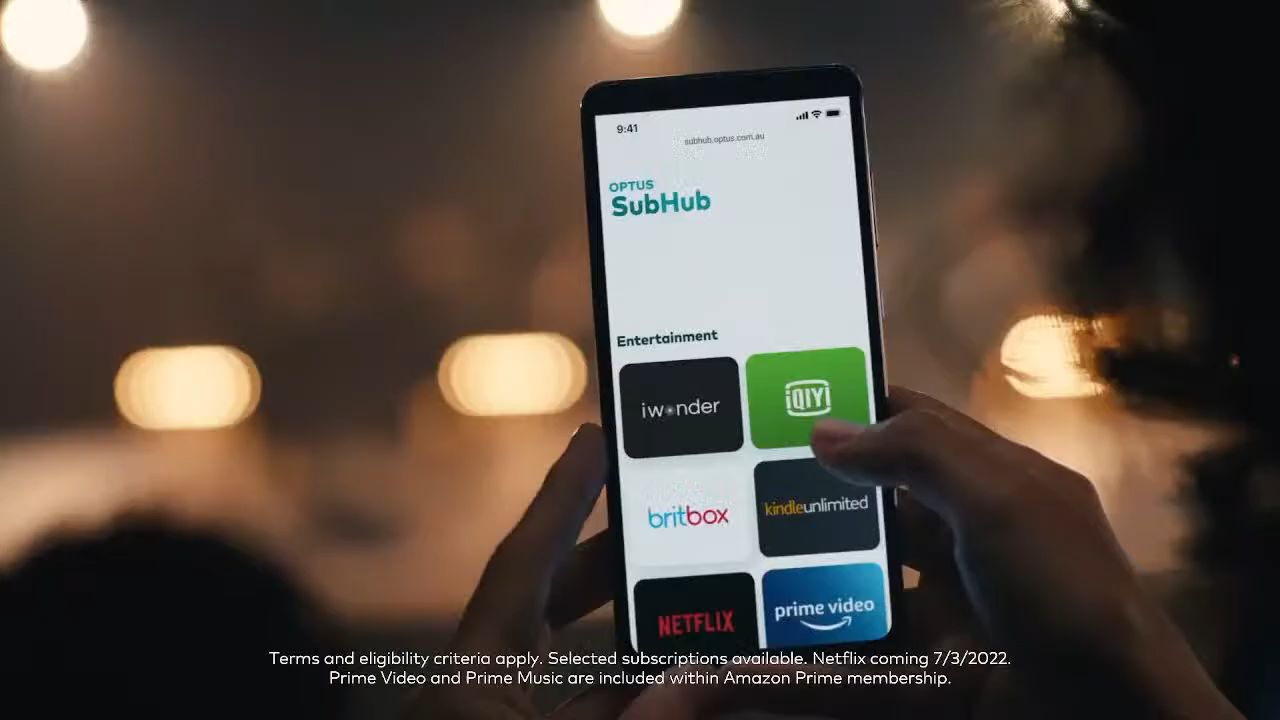 9:41
subhub.optus.com.au
OPTUS
SubHub
Entertainment
iwonder
iQIYI
britbox
kindleunlimited
NETFLIX
prime video
Terms and eligibility criteria apply. Selected subscriptions available. Netflix coming 7/3/2022.
Prime Video and Prime Music are included within Amazon Prime membership.